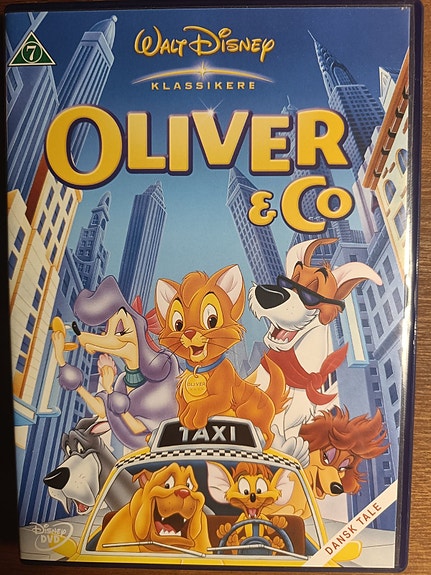 7
WALT DISNEY
KLASSIKERE
OLIVER
& CO
OLIVER
TAXI
DISNEY
DVD
DANSK TALE